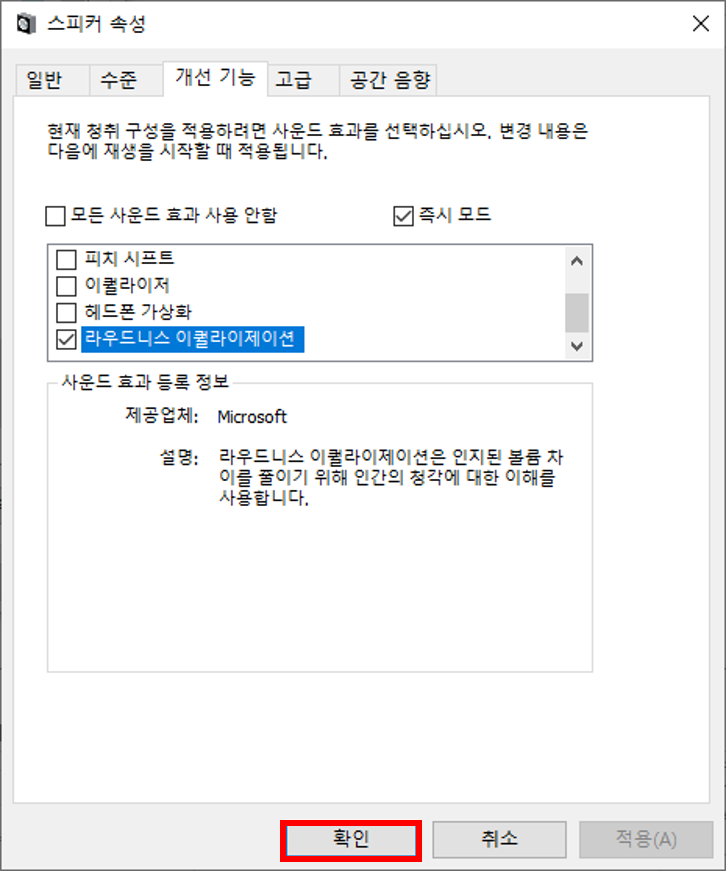 스피커 속성
일반 수준 개선 기능 고급 공간 음향
현재 청취 구성을 적용하려면 사운드 효과를 선택하십시오. 변경 내용은
다음에 재생을 시작할 때 적용됩니다.
모든 사운드 효과 사용 안함 즉시 모드
피치 시프트
이퀄라이저
헤드폰 가상화
라우드니스 이퀄라이제이션
사운드 효과 등록 정보
제공업체: Microsoft
설명: 라우드니스 이퀄라이제이션은 인지된 볼륨 차
이를 줄이기 위해 인간의 청각에 대한 이해를
사용합니다.
확인 취소 적용(A)